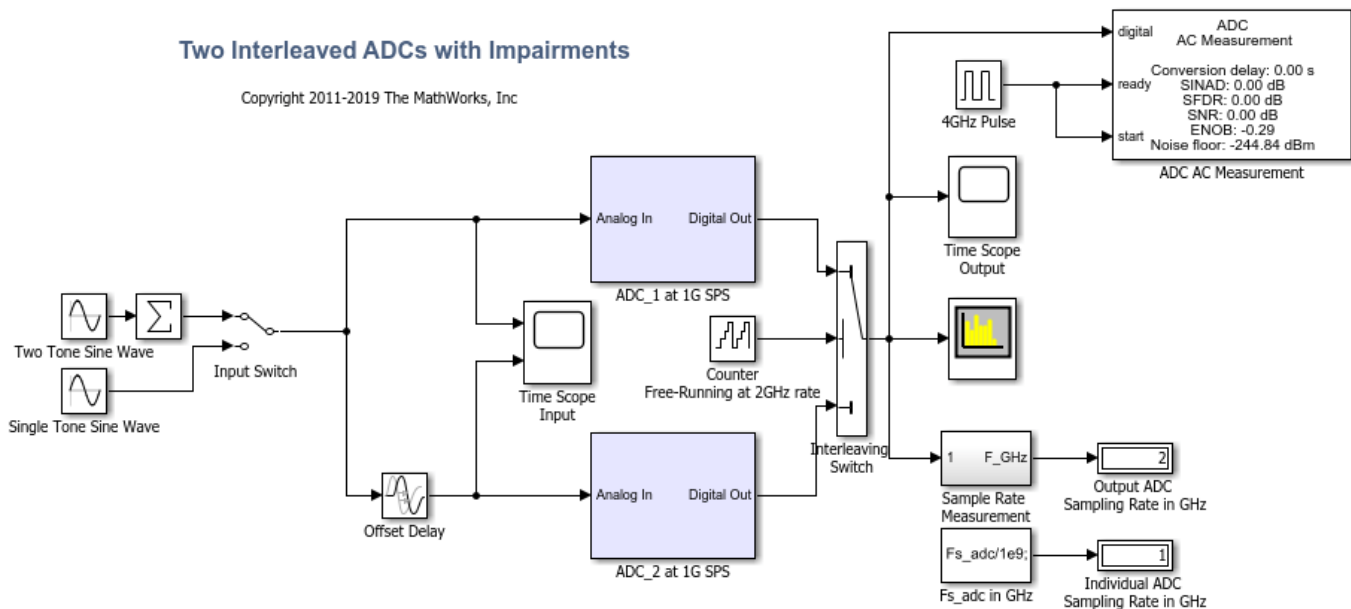 Two Interleaved ADCs with Impairments
Copyright 2011-2019 The MathWorks, Inc
digital
ready
start
ADC
AC Measurement
Conversion delay: 0.00 s
SINAD: 0.00 dB
SFDR: 0.00 dB
SNR: 0.00 dB
ENOB: -0.29
Noise floor: -244.84 dBm
ADC AC Measurement
4GHz Pulse
Analog In
Digital Out
ADC_1 at 1G SPS
Time Scope
Output
Two Tone Sine Wave
Single Tone Sine Wave
Input Switch
Time Scope
Input
Counter
Free-Running at 2GHz rate
Interleaving
Switch
Offset Delay
Analog In
Digital Out
ADC_2 at 1G SPS
1
F_GHz
Sample Rate
Measurement
2
Output ADC
Sampling Rate in GHz
Fs_adc/1e9;
Fs_adc in GHz
1
Individual ADC
Sampling Rate in GHz